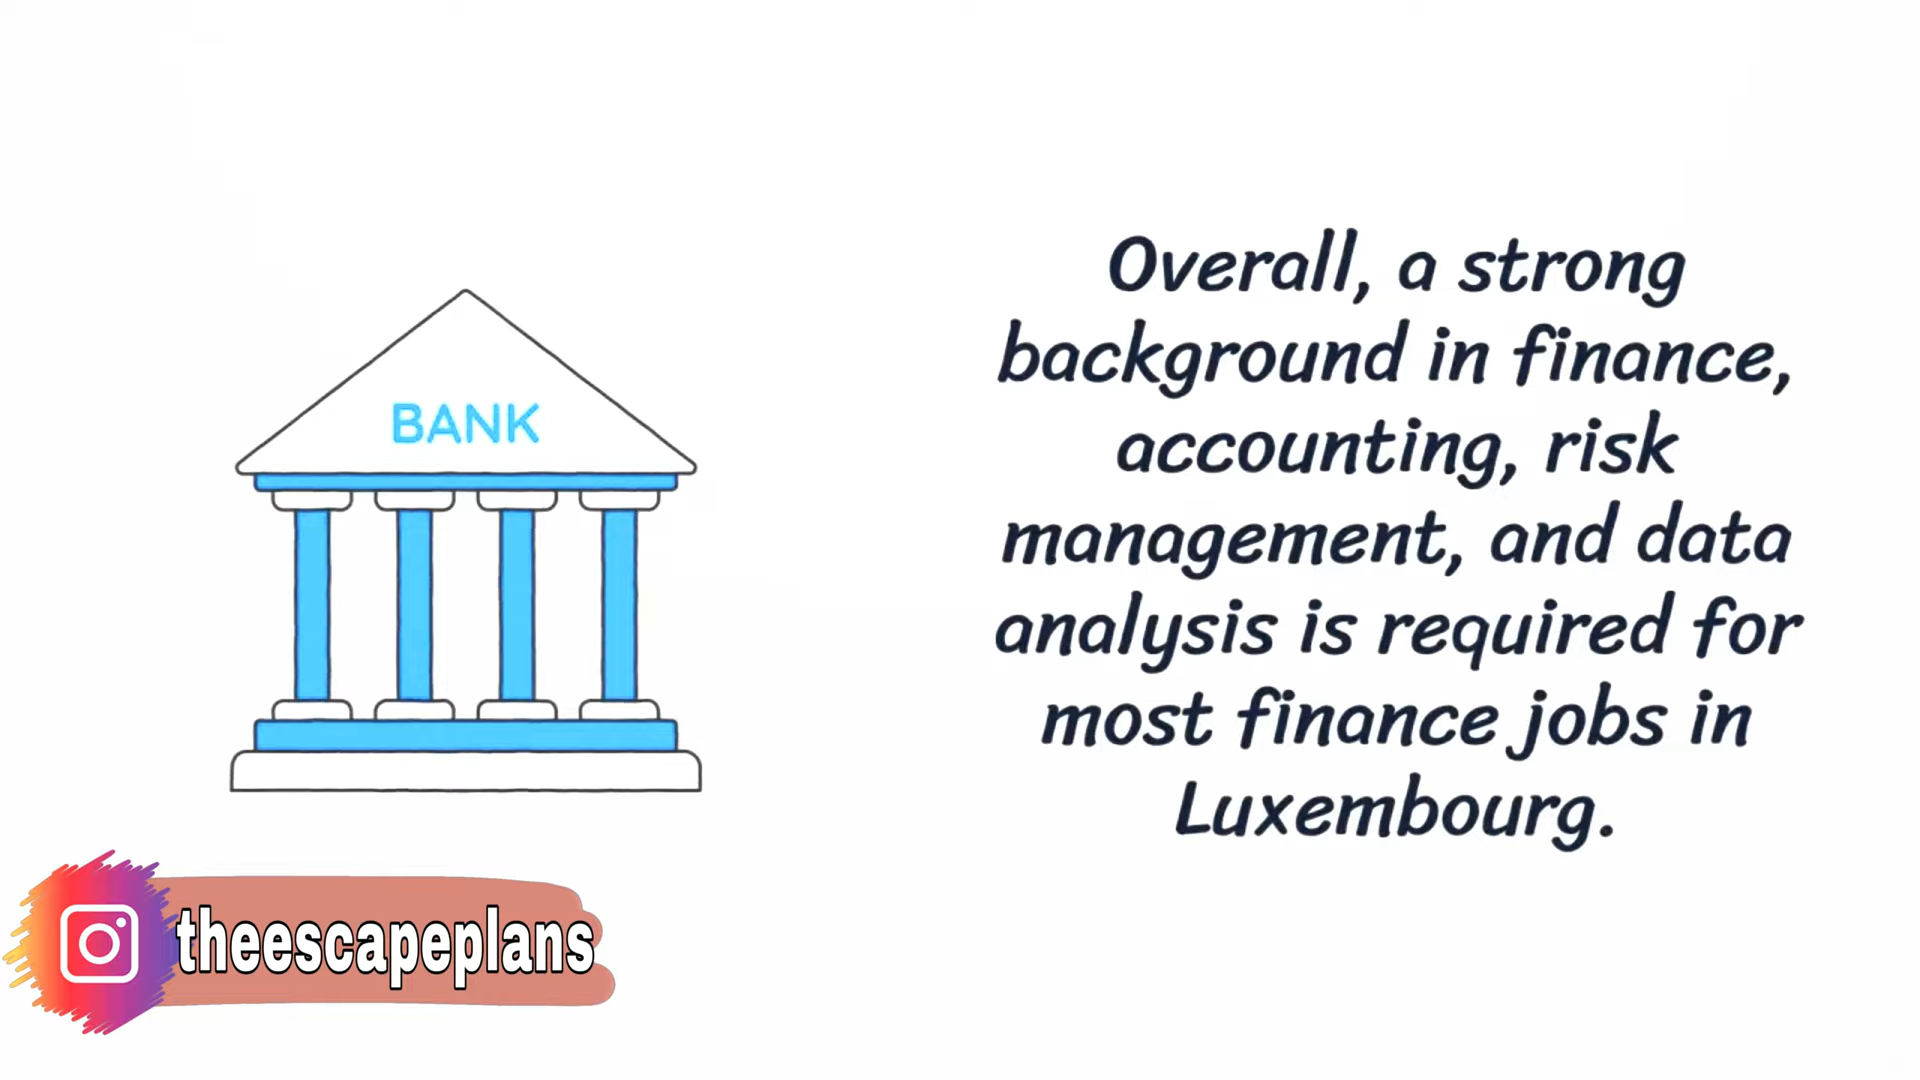 BANK
Overall, a strong
background in finance,
accounting, risk
management, and data
analysis is required for
most finance jobs in
Luxembourg.
theescapeplans